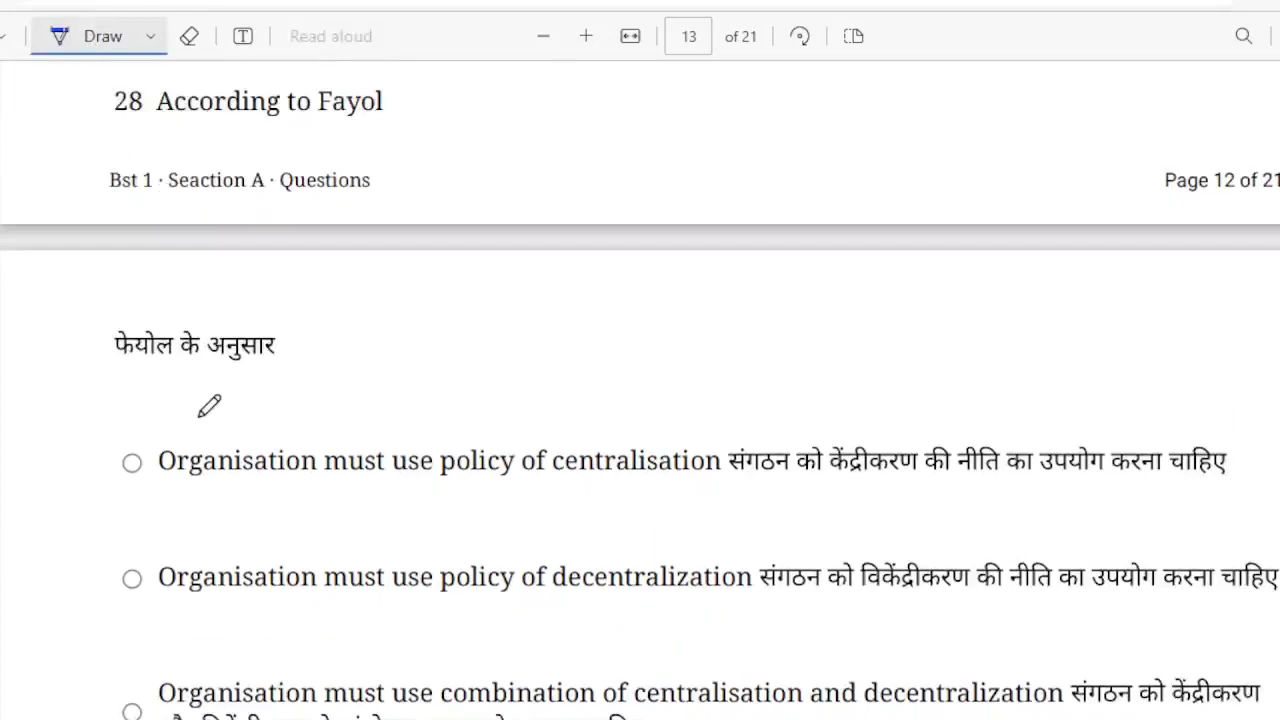 Draw
Read aloud
13 of 21
28 According to Fayol
Bst 1 · Seaction A · Questions
Page 12 of 21
फेयोल के अनुसार
Organisation must use policy of centralisation संगठन को केंद्रीकरण की नीति का उपयोग करना चाहिए
Organisation must use policy of decentralization संगठन को विकेंद्रीकरण की नीति का उपयोग करना चाहिए
Organisation must use combination of centralisation and decentralization संगठन को केंद्रीकरण